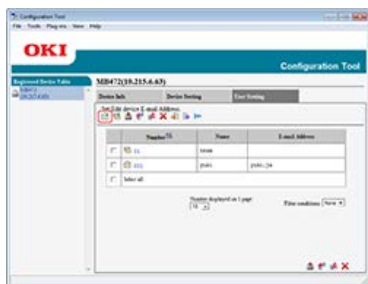 Configuration Tool
File Tools Plug-ins View Help
OKI
Configuration Tool
Registered Device Table
MB472(10.215.6.63)
Device Info
Device Setting
User Setting
Set/Edit device E-mail Address.
Number
Name
E-mail Address
Select all
Number displayed on 1 page
10
Filter conditions
None